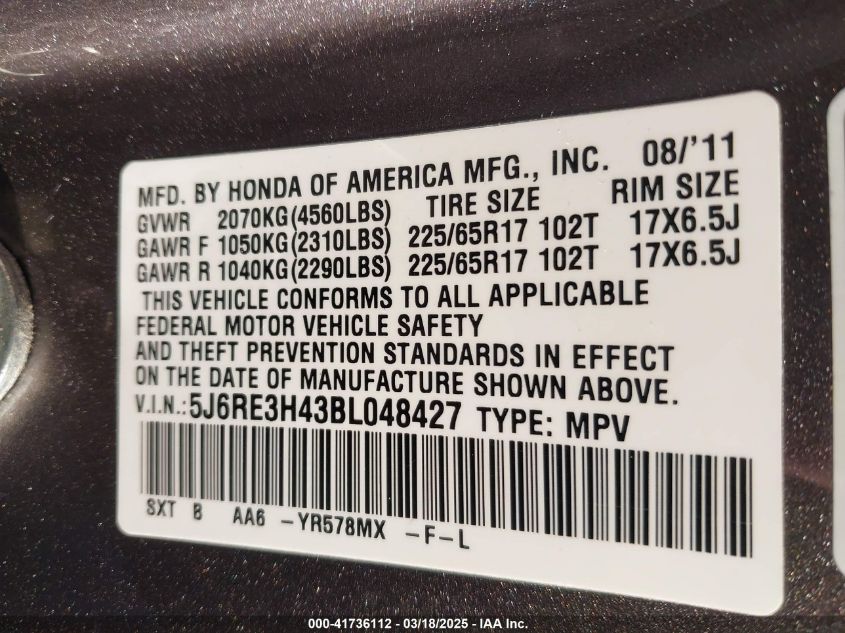 MFD. BY HONDA OF AMERICA MFG., INC. 08/'11
GVWR 2070KG(4560LBS) TIRE SIZE RIM SIZE
GAWR F 1050KG(2310LBS) 225/65R17 102T 17X6.5J
GAWR R 1040KG(2290LBS) 225/65R17 102T 17X6.5J
THIS VEHICLE CONFORMS TO ALL APPLICABLE
FEDERAL MOTOR VEHICLE SAFETY
AND THEFT PREVENTION STANDARDS IN EFFECT
ON THE DATE OF MANUFACTURE SHOWN ABOVE.
V.I.N.:5J6RE3H43BL048427 TYPE: MPV
SXT B AA6 -YR578MX -F-L
000-41736112 - 03/18/2025 - IAA Inc.